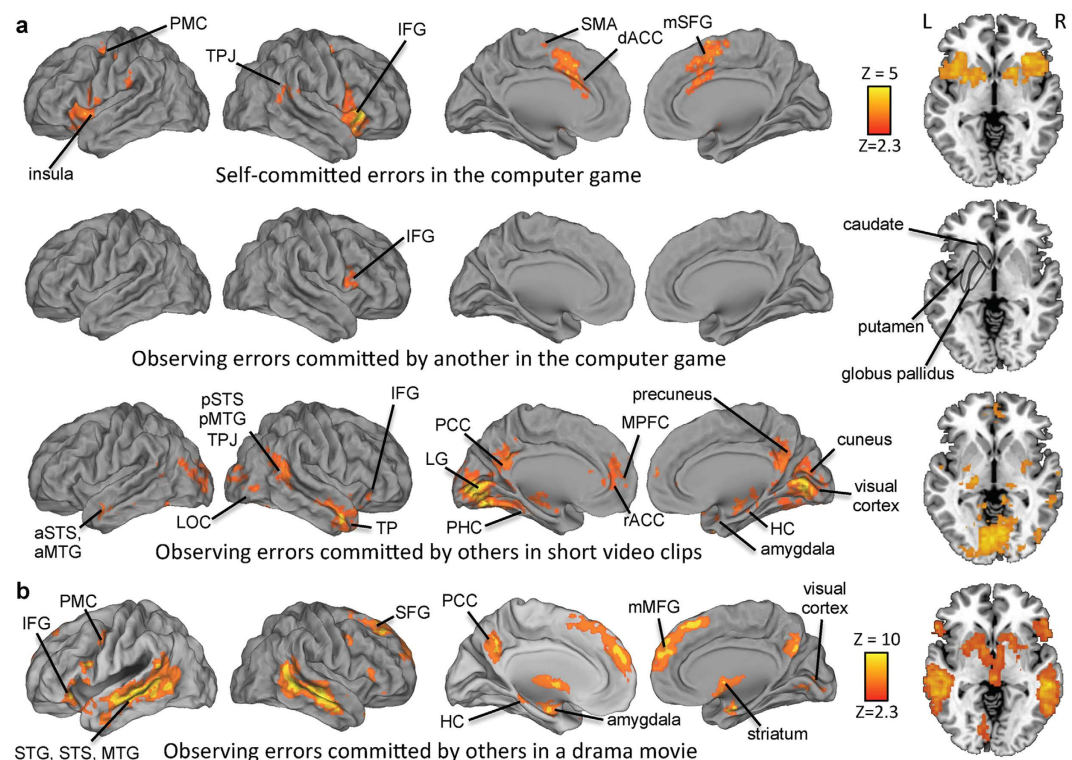 a
PMC
TPJ
IFG
SMA
dACC
mSFG
L
R
Z = 5
Z=2.3
insula
Self-committed errors in the computer game
IFG
caudate
putamen
globus pallidus
Observing errors committed by another in the computer game
pSTS
pMTG
TPJ
IFG
PCC
LG
MPFC
precuneus
cuneus
visual
cortex
aSTS,
aMTG
LOC
TP
PHC
rACC
HC
amygdala
Observing errors committed by others in short video clips
b
IFG
PMC
SFG
PCC
mMFG
visual
cortex
Z = 10
Z=2.3
HC
amygdala
striatum
STG, STS, MTG
Observing errors committed by others in a drama movie